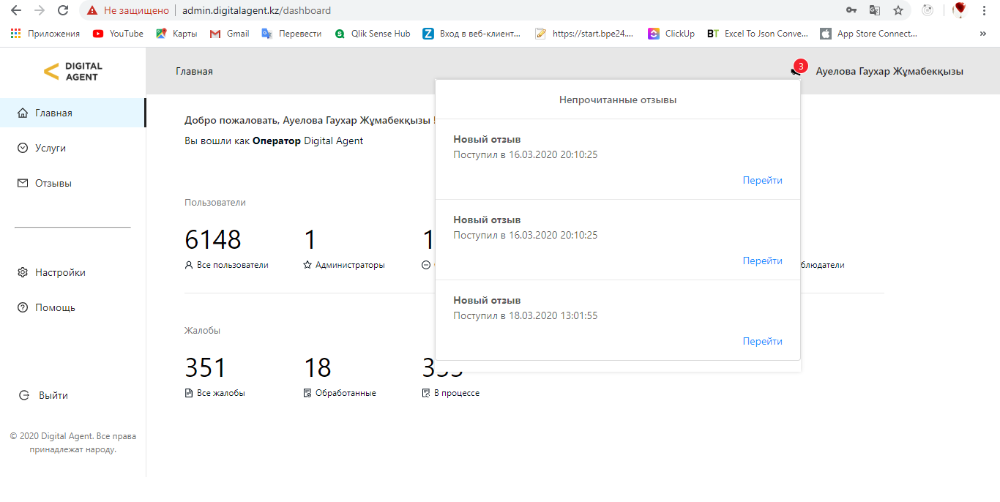 Не защищено admin.digitalagent.kz/dashboard
Приложения YouTube Карты Gmail Перевести Qlik Sense Hub Вход в веб-клиент... https://start.bpe24.... ClickUp BT Excel To Json Conve... App Store Connect... »
DIGITAL
AGENT
Главная
3
Ауелова Гаухар Жұмабекқызы
Главная
Услуги
Отзывы
Настройки
Помощь
Выйти
© 2020 Digital Agent. Все права
принадлежат народу.
Добро пожаловать, Ауелова Гаухар Жұмабекқызы !
Вы вошли как Оператор Digital Agent
Пользователи
6148 1 1
Все пользователи Администраторы блюдатели
Жалобы
351 18
Все жалобы Обработанные В процессе
Непрочитанные отзывы
Новый отзыв
Поступил в 16.03.2020 20:10:25
Перейти
Новый отзыв
Поступил в 16.03.2020 20:10:25
Перейти
Новый отзыв
Поступил в 18.03.2020 13:01:55
Перейти